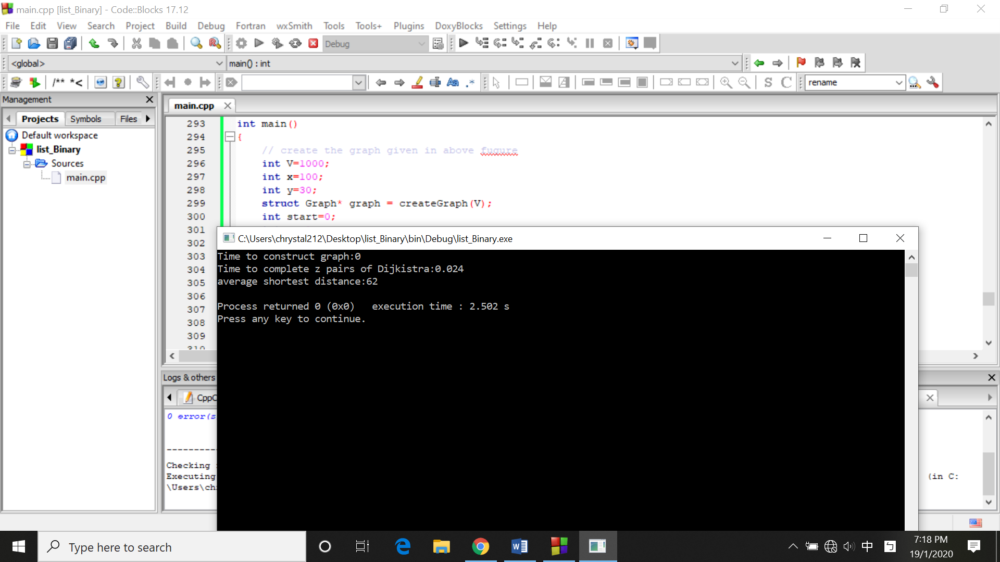 main.cpp [list_Binary] - Code::Blocks 17.12
File Edit View Search Project Build Debug Fortran wxSmith Tools Tools+ Plugins DoxyBlocks Settings Help
Debug
<global> main() : int
/** *< Aa .* S C rename
Management
Projects Symbols Files
Default workspace
list_Binary
Sources
main.cpp
main.cpp
293 int main()
294 {
295 // create the graph given in above fugure
296 int V=1000;
297 int x=100;
298 int y=30;
299 struct Graph* graph = createGraph(V);
300 int start=0;
301
302
303
304
305
306
307
308
309
310
C:\Users\chrystal212\Desktop\list_Binary\bin\Debug\list_Binary.exe
Time to construct graph:0
Time to complete z pairs of Dijkistra:0.024
average shortest distance:62
Process returned 0 (0x0) execution time : 2.502 s
Press any key to continue.
Logs & others
CppC
0 error(s
--------
Checking
Executing (in C:
\Users\ch
Type here to search
中
7:18 PM
19/1/2020